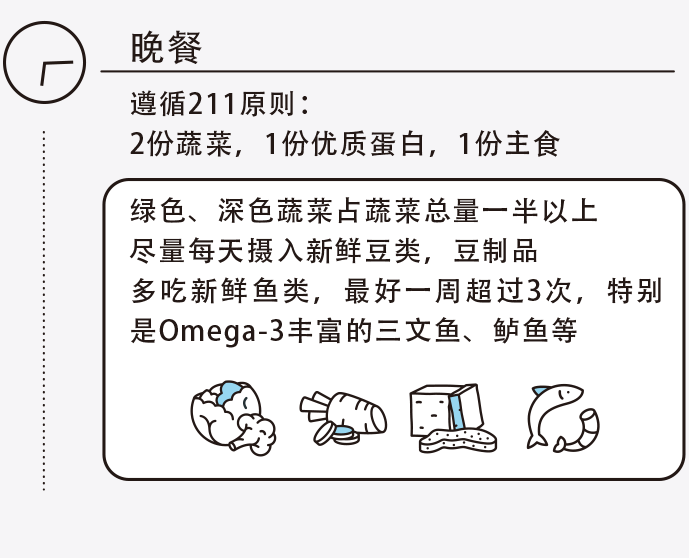 晚餐
遵循211原则：
2份蔬菜，1份优质蛋白，1份主食
绿色、深色蔬菜占蔬菜总量一半以上
尽量每天摄入新鲜豆类，豆制品
多吃新鲜鱼类，最好一周超过3次，特别
是Omega-3丰富的三文鱼、鲈鱼等